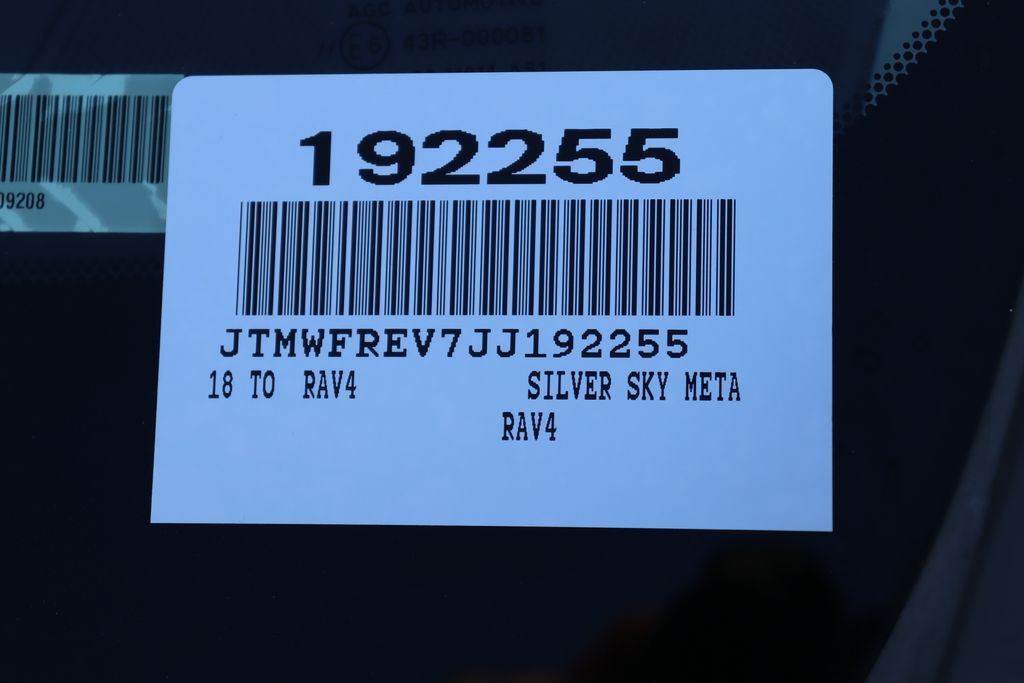 AGC AUTOMOTIVE
E6 43R-000081
192255
09208
JTMWFREV7JJ192255
18 TO RAV4 SILVER SKY META
RAV4